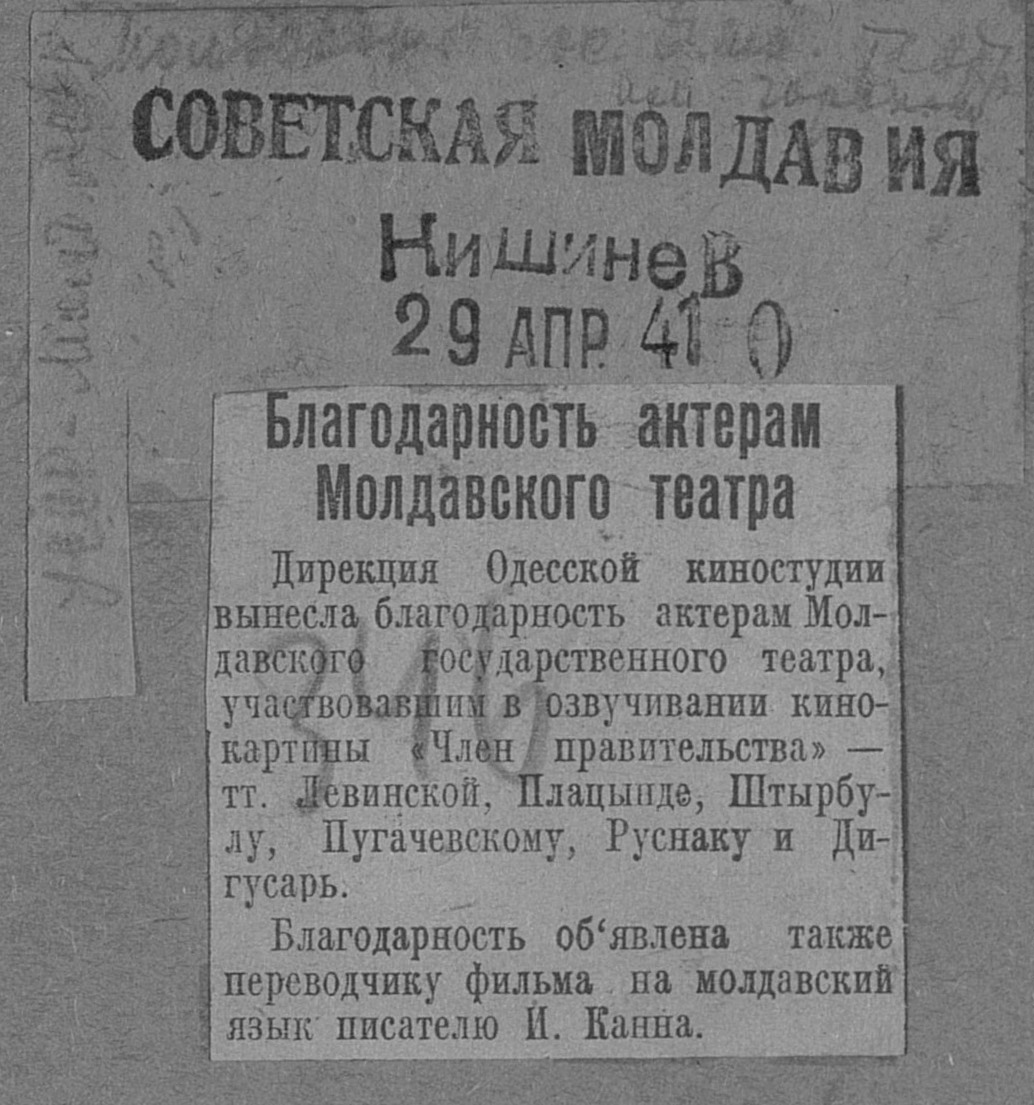 СОВЕТСКАЯ МОЛДАВИЯ
Кишинев
29 АПР. 41 0
Благодарность актерам
Молдавского театра
Дирекция Одесской киностудии
вынесла благодарность актерам Мол-
давского государственного театра,
участвовавшим в озвучивании кино-
картины «Член правительства» —
тт. Левинской, Плацынде, Штырбу-
лу, Пугачевскому, Руснаку и Ди-
гусарь.
Благодарность об‘явлена также
переводчику фильма на молдавский
язык писателю И. Канна.
346